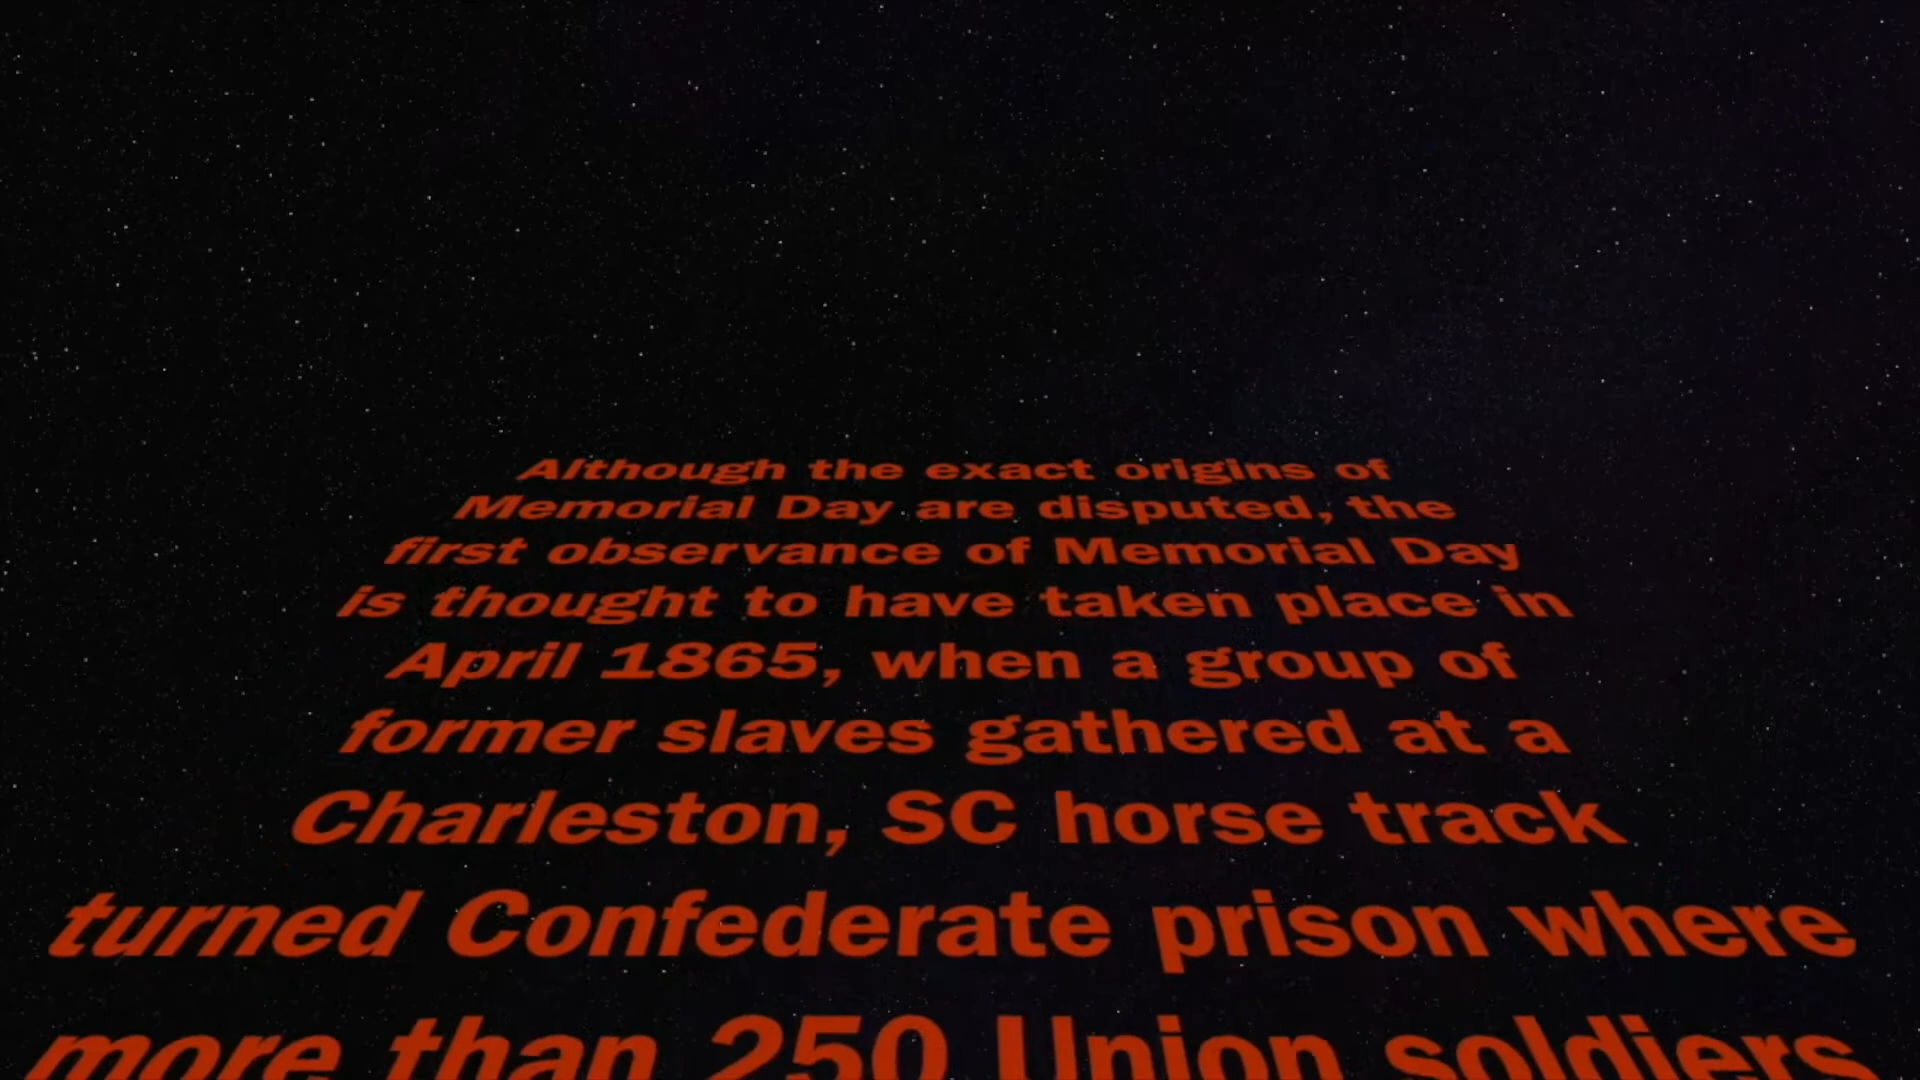 Although the exact origins of
Memorial Day are disputed, the
first observance of Memorial Day
is thought to have taken place in
April 1865, when a group of
former slaves gathered at a
Charleston, SC horse track
turned Confederate prison where
more than 250 Union soldiers